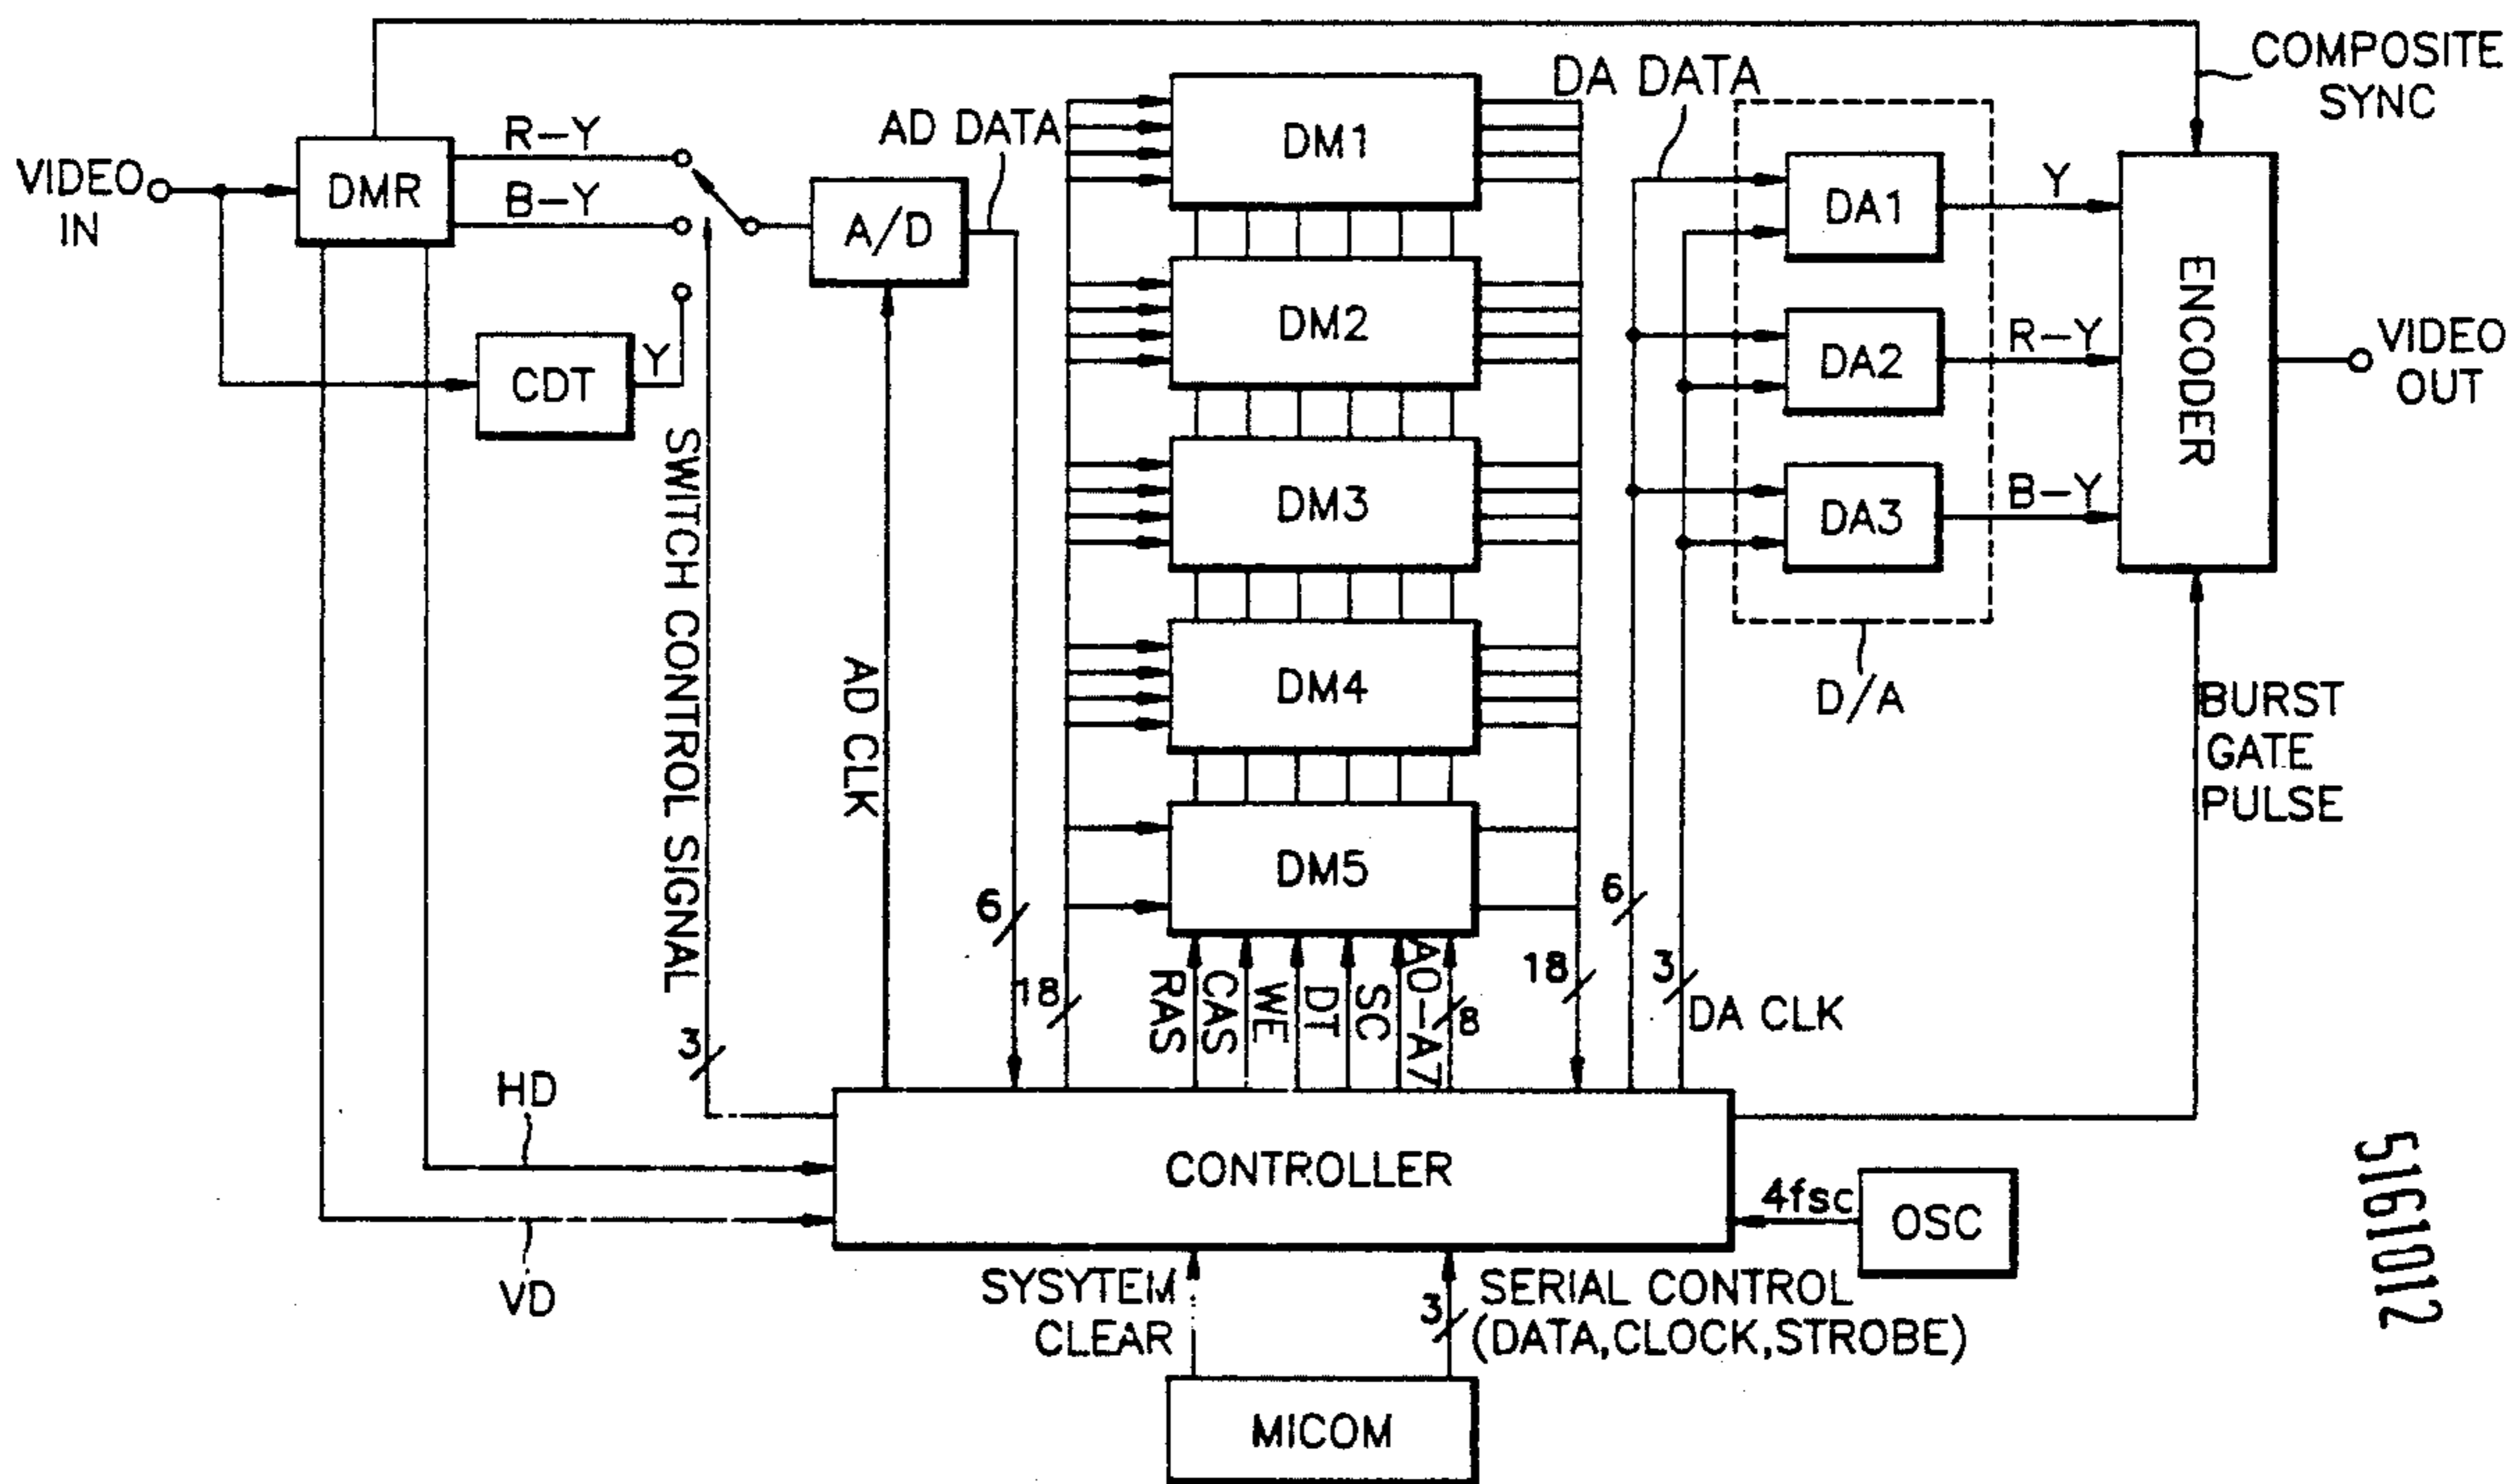 COMPOSITE
SYNC
DA DATA
AD DATA
VIDEO
IN
DMR
R-Y
B-Y
A/D
CDT
Y
SWITCH CONTROL SIGNAL
3
AD CLK
6
18
DM1
DM2
DM3
DM4
DM5
RAS
CAS
WE
DT
SC
A0-A7
8
18
6
3
DA CLK
DA1
DA2
DA3
D/A
Y
R-Y
B-Y
ENCODER
VIDEO
OUT
BURST
GATE
PULSE
HD
VD
CONTROLLER
4fsc
OSC
SYSYTEM
CLEAR
3
SERIAL CONTROL
(DATA,CLOCK,STROBE)
MICOM
5161012